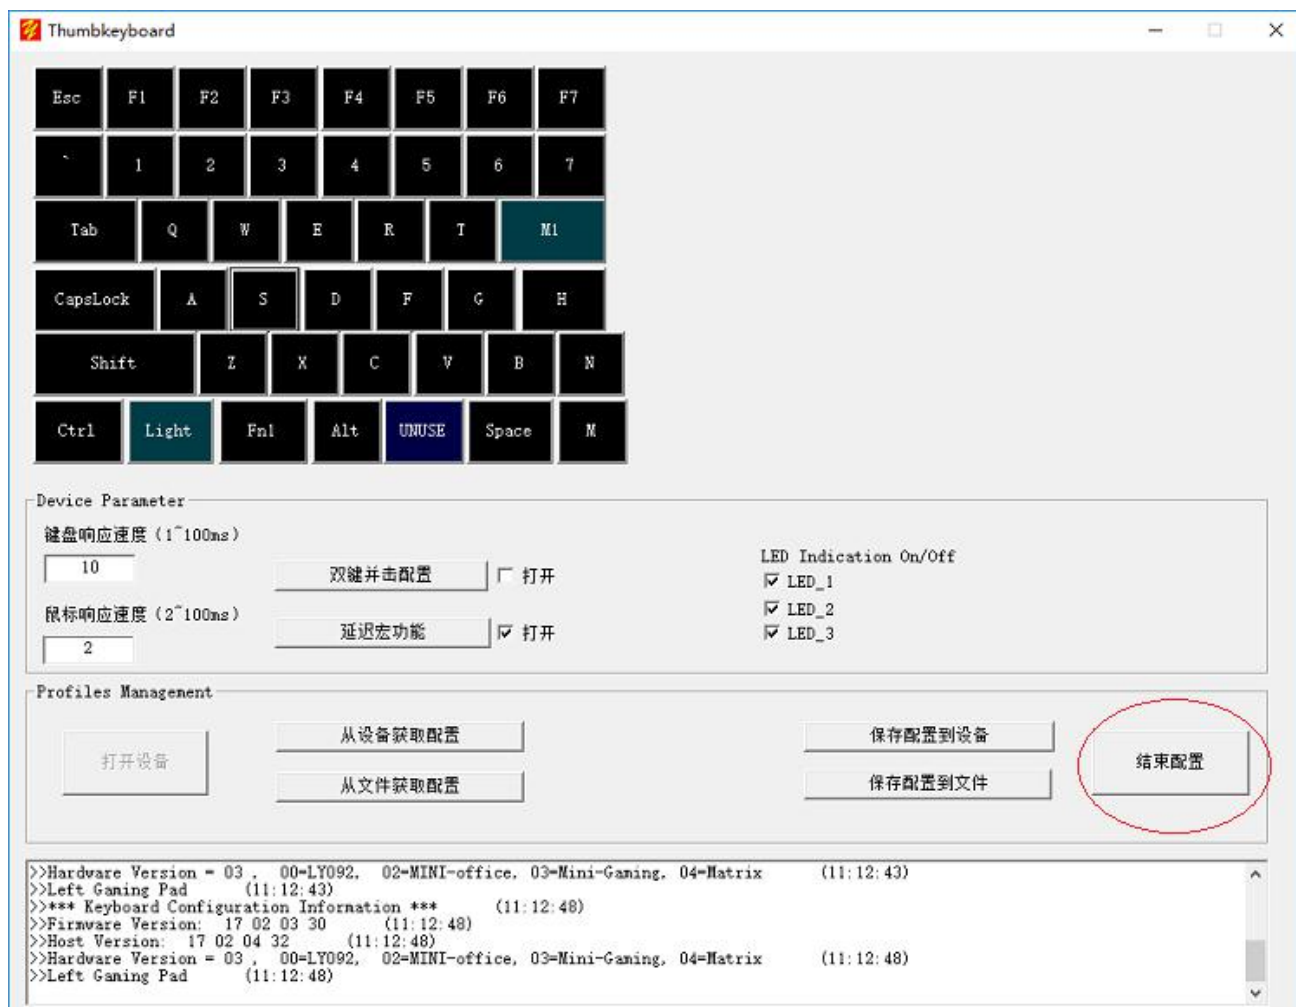 Thumbkeyboard
Esc F1 F2 F3 F4 F5 F6 F7
` 1 2 3 4 5 6 7
Tab Q W E R T M1
CapsLock A S D F G H
Shift Z X C V B N
Ctrl Light Fn1 Alt UNUSE Space M
Device Parameter
键盘响应速度（1~100ms）
10
双键并击配置 打开
鼠标响应速度（2~100ms）
2
延迟宏功能 打开
LED Indication On/Off
LED_1
LED_2
LED_3
Profiles Management
打开设备
从设备获取配置
从文件获取配置
保存配置到设备
保存配置到文件
结束配置
>>Hardware Version = 03 , 00=LY092, 02=MINI-office, 03=Mini-Gaming, 04=Matrix (11:12:43)
>>Left Gaming Pad (11:12:43)
>>*** Keyboard Configuration Information *** (11:12:48)
>>Firmware Version: 17 02 03 30 (11:12:48)
>>Host Version: 17 02 04 32 (11:12:48)
>>Hardware Version = 03 , 00=LY092, 02=MINI-office, 03=Mini-Gaming, 04=Matrix (11:12:48)
>>Left Gaming Pad (11:12:48)